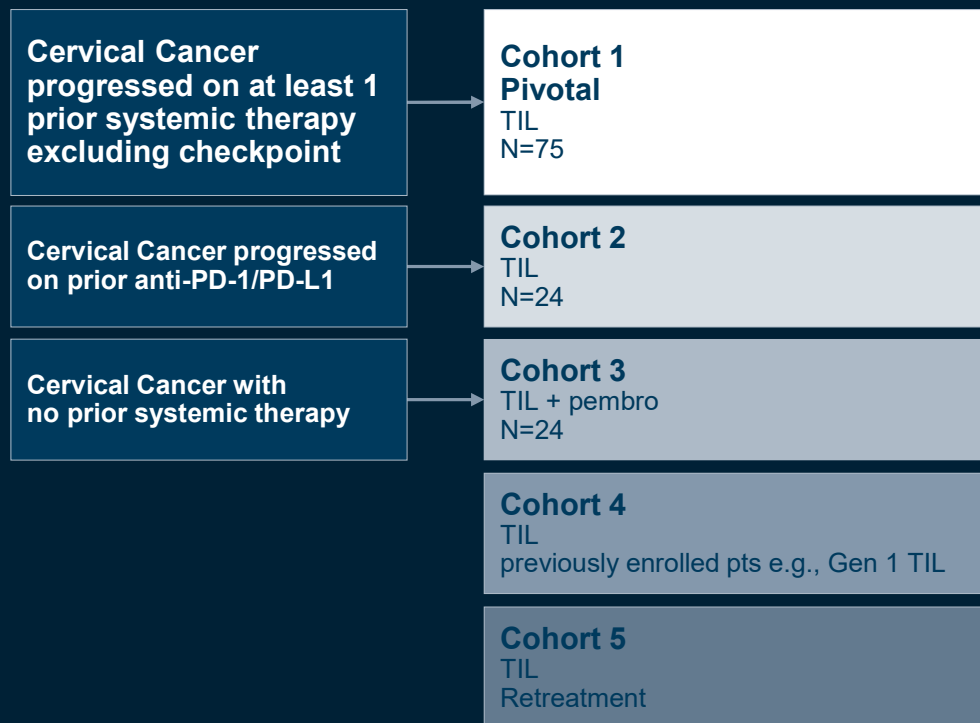 Cervical Cancer
progressed on at least 1
prior systemic therapy
excluding checkpoint
Cohort 1
Pivotal
TIL
N=75
Cervical Cancer progressed
on prior anti-PD-1/PD-L1
Cohort 2
TIL
N=24
Cervical Cancer with
no prior systemic therapy
Cohort 3
TIL + pembro
N=24
Cohort 4
TIL
previously enrolled pts e.g., Gen 1 TIL
Cohort 5
TIL
Retreatment